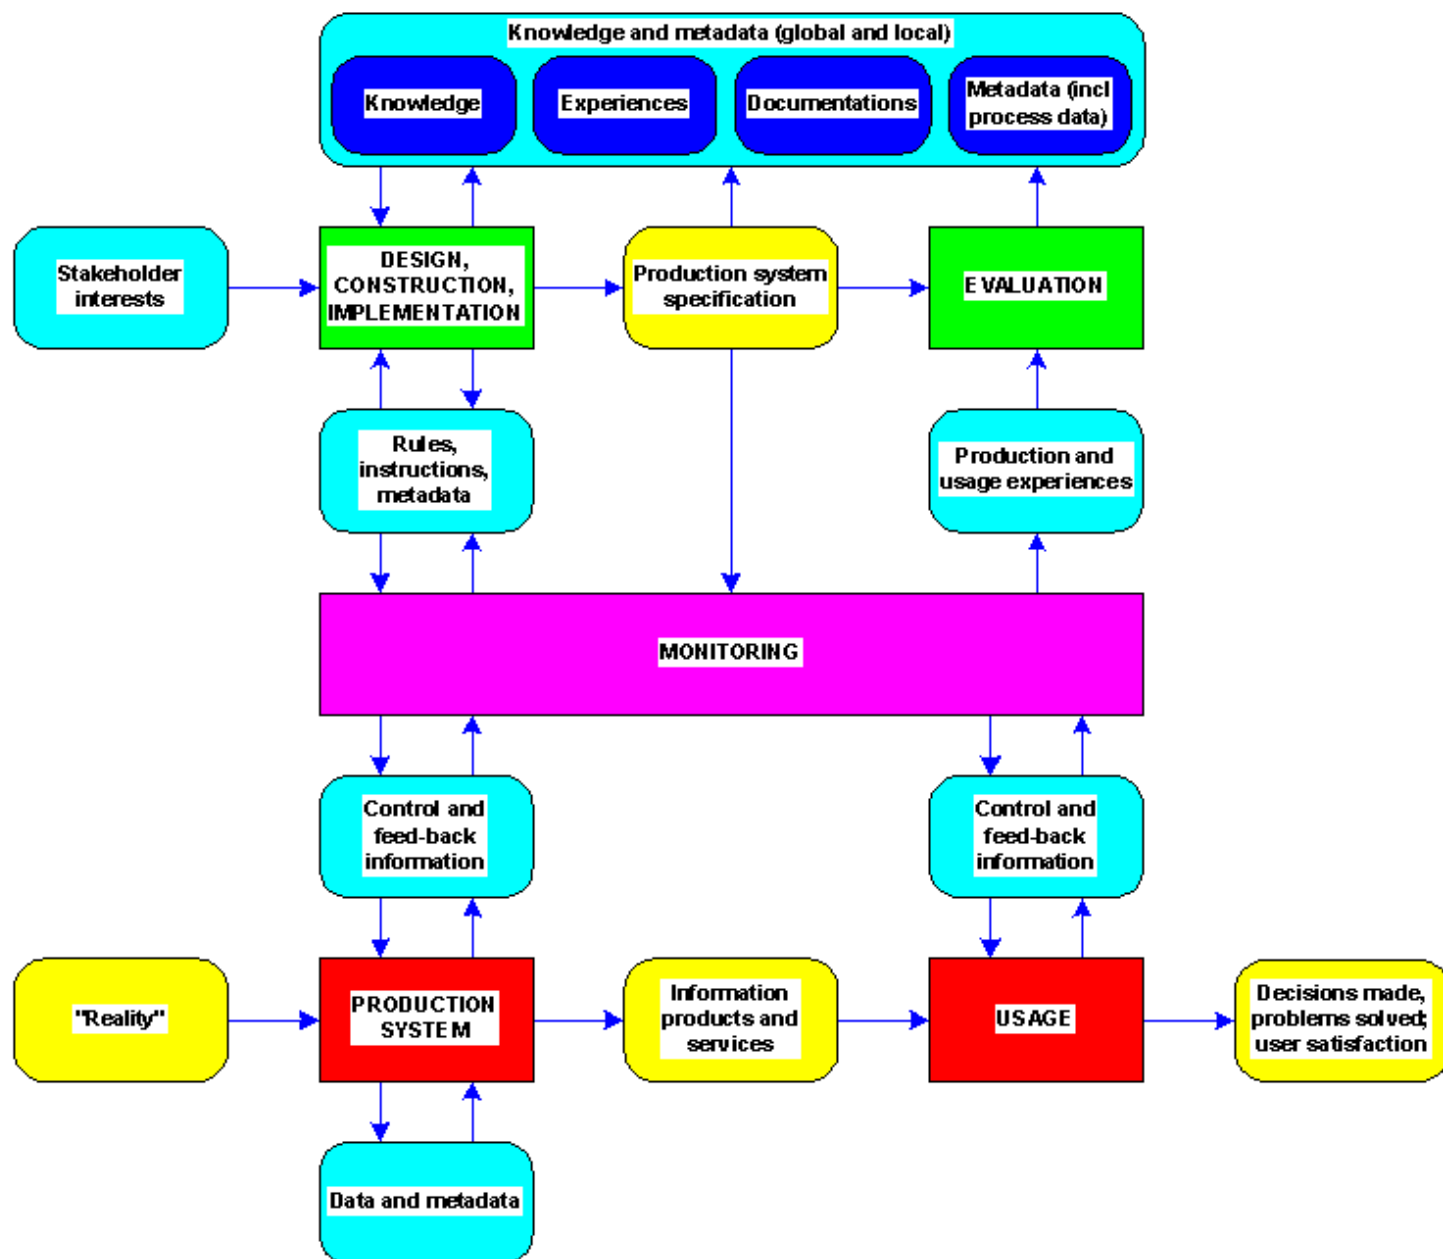 Knowledge and metadata (global and local)
Knowledge
Experiences
Documentations
Metadata (incl
process data)
Stakeholder
interests
DESIGN,
CONSTRUCTION,
IMPLEMENTATION
Production system
specification
EVALUATION
Rules,
instructions,
metadata
Production and
usage experiences
MONITORING
Control and
feed-back
information
Control and
feed-back
information
"Reality"
PRODUCTION
SYSTEM
Information
products and
services
USAGE
Decisions made,
problems solved;
user satisfaction
Data and metadata